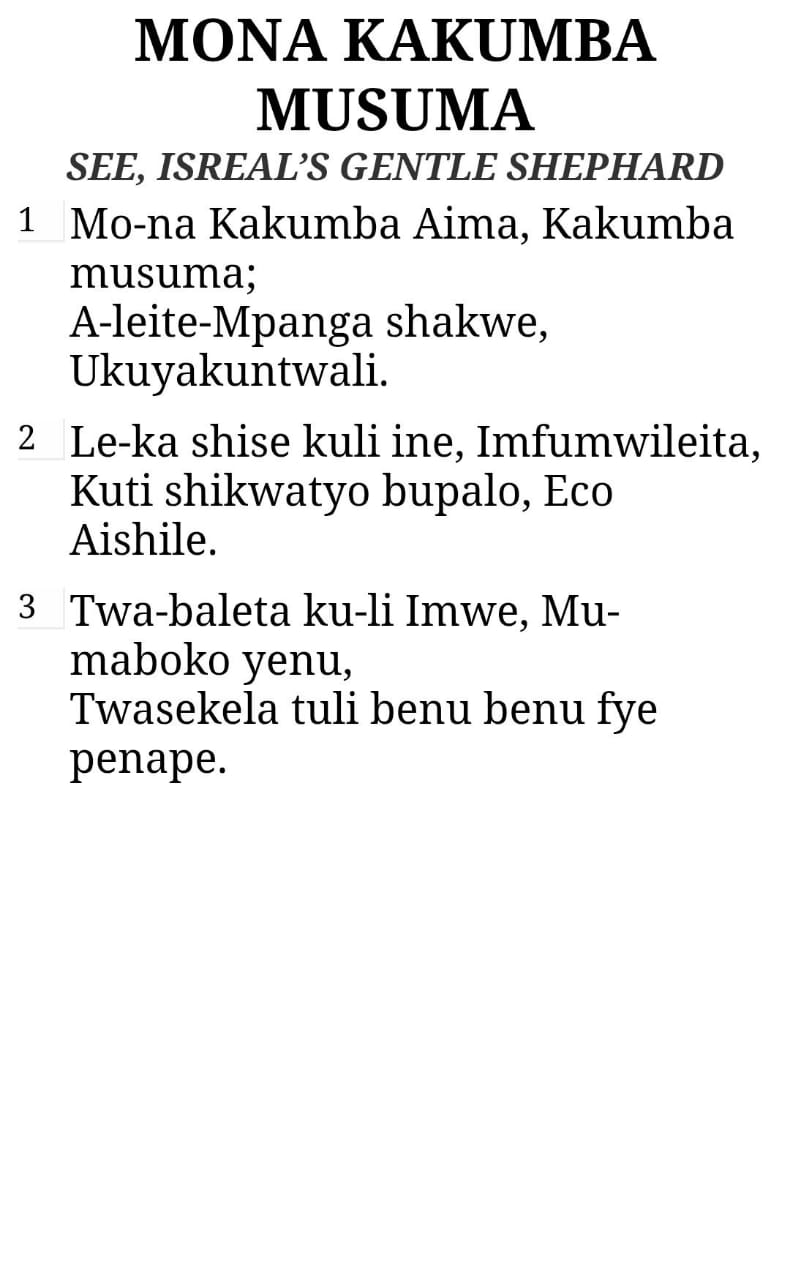 MONA KAKUMBA
MUSUMA
SEE, ISREAL’S GENTLE SHEPHARD
1 Mo-na Kakumba Aima, Kakumba
musuma;
A-leite-Mpanga shakwe,
Ukuyakuntwali.
2 Le-ka shise kuli ine, Imfumwileita,
Kuti shikwatyo bupalo, Eco
Aishile.
3 Twa-baleta ku-li Imwe, Mu-
maboko yenu,
Twasekela tuli benu benu fye
penape.